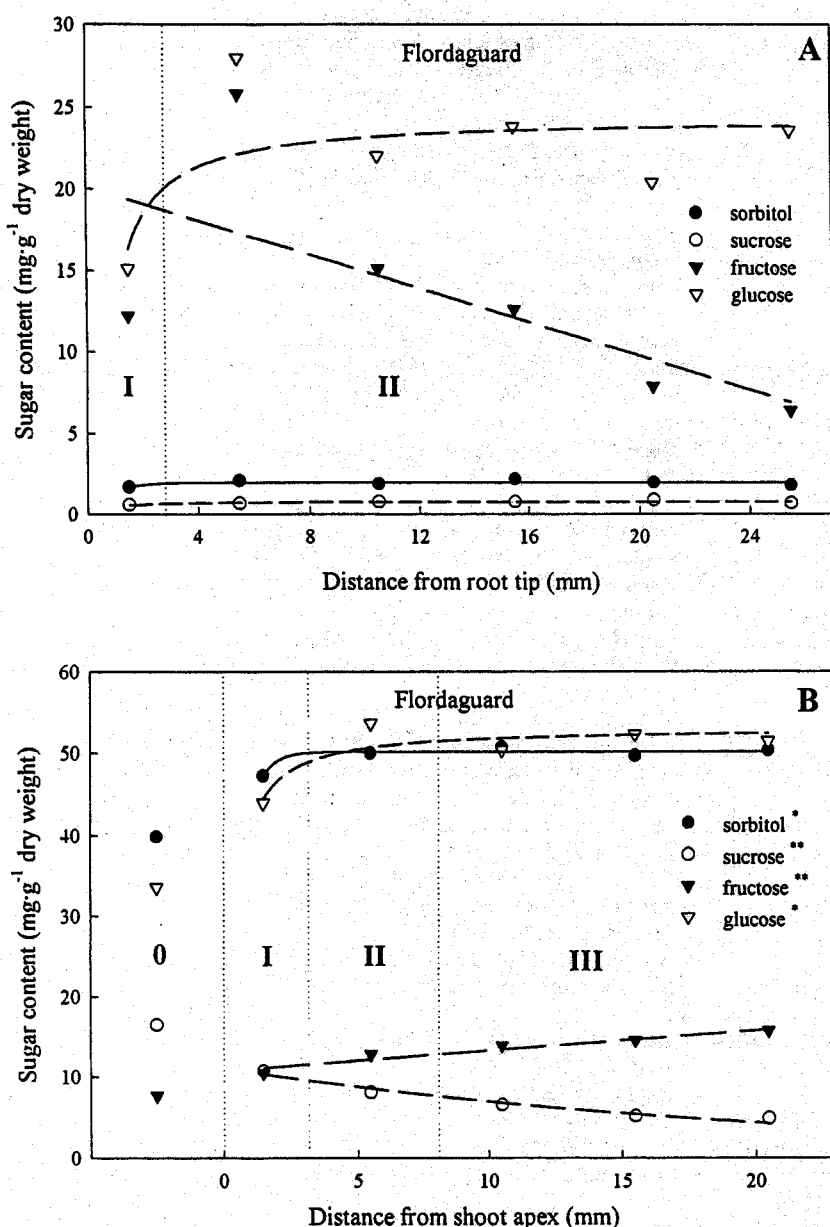 30
25
20
15
10
5
0
Sugar content (mg·g⁻¹ dry weight)
Flordaguard
A
sorbitol
sucrose
fructose
glucose
I
II
0 4 8 12 16 20 24
Distance from root tip (mm)
60
50
40
30
20
10
0
Sugar content (mg·g⁻¹ dry weight)
Flordaguard
B
sorbitol *
sucrose **
fructose **
glucose *
0 I II III
0 5 10 15 20
Distance from shoot apex (mm)